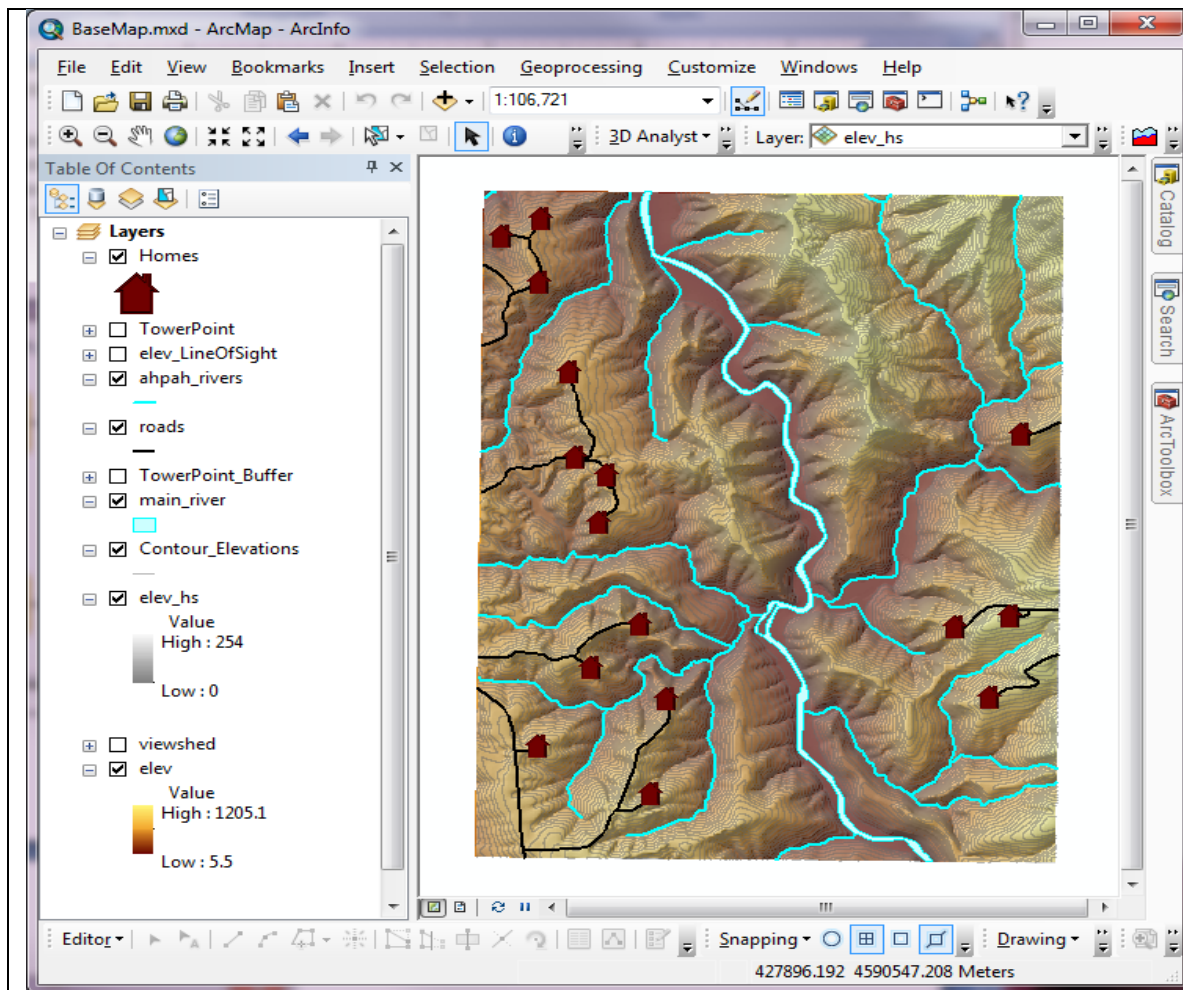 BaseMap.mxd - ArcMap - ArcInfo
File Edit View Bookmarks Insert Selection Geoprocessing Customize Windows Help
1:106,721
3D Analyst Layer: elev_hs
Table Of Contents
Layers
Homes
TowerPoint
elev_LineOfSight
ahpah_rivers
roads
TowerPoint_Buffer
main_river
Contour_Elevations
elev_hs
Value
High : 254
Low : 0
viewshed
elev
Value
High : 1205.1
Low : 5.5
Catalog
Search
ArcToolbox
Editor Snapping Drawing
427896.192 4590547.208 Meters